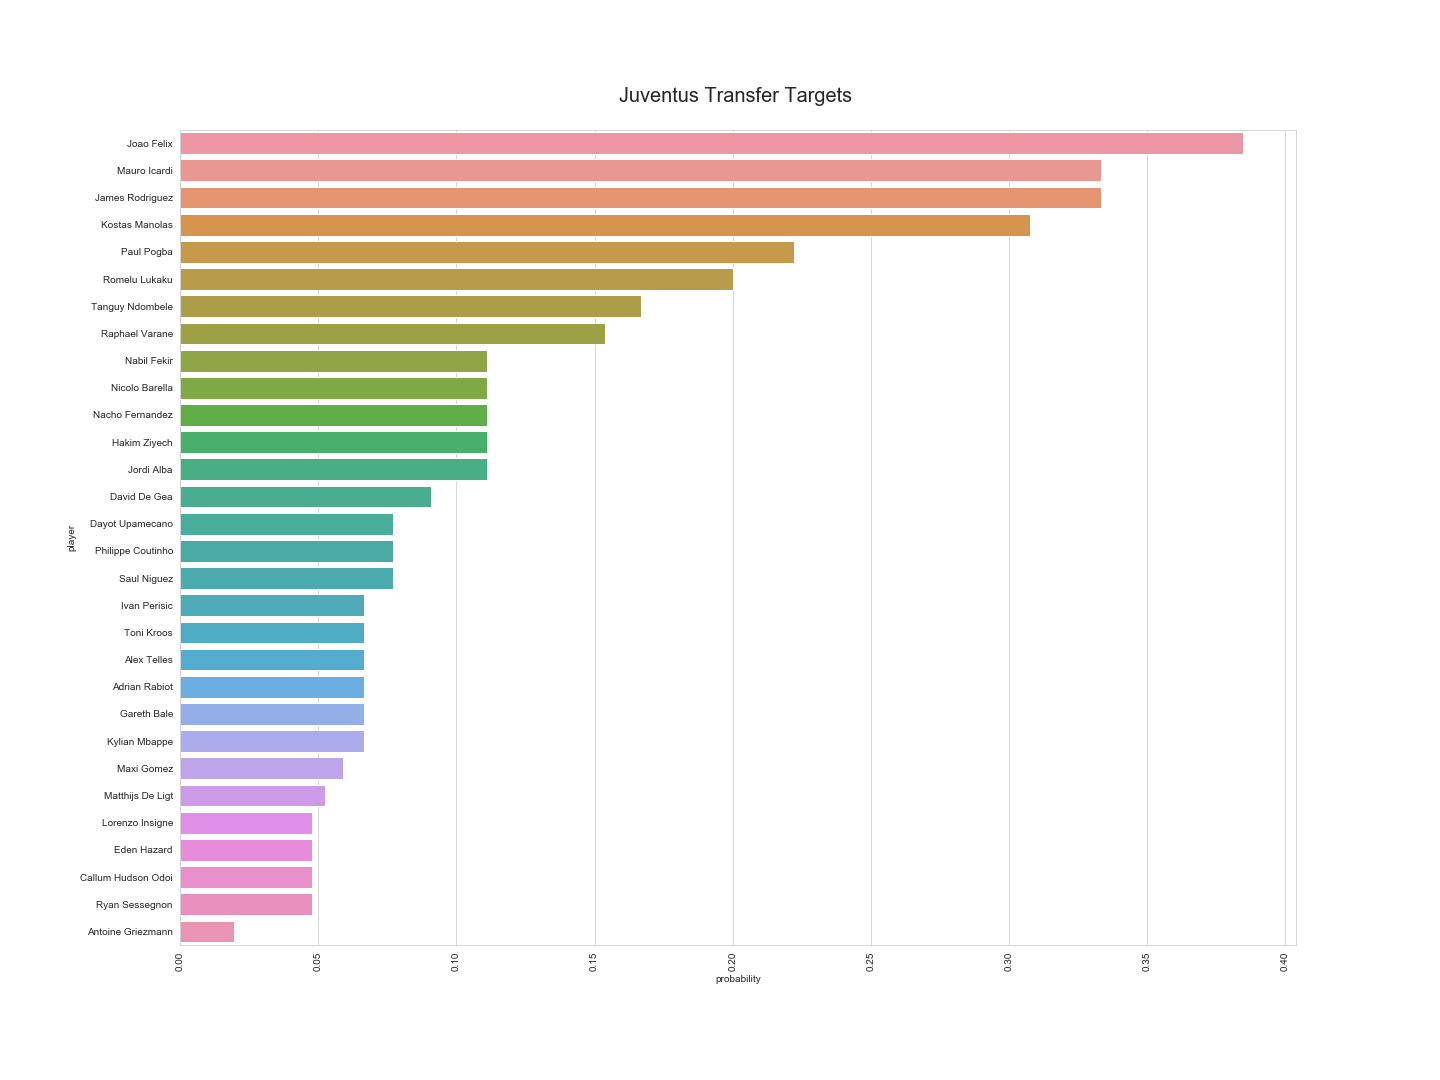 Juventus Transfer Targets
Joao Felix
Mauro Icardi
James Rodriguez
Kostas Manolas
Paul Pogba
Romelu Lukaku
Tanguy Ndombele
Raphael Varane
Nabil Fekir
Nicolo Barella
Nacho Fernandez
Hakim Ziyech
Jordi Alba
David De Gea
Dayot Upamecano
player
Philippe Coutinho
Saul Niguez
Ivan Perisic
Toni Kroos
Alex Telles
Adrian Rabiot
Gareth Bale
Kylian Mbappe
Maxi Gomez
Matthijs De Ligt
Lorenzo Insigne
Eden Hazard
Callum Hudson Odoi
Ryan Sessegnon
Antoine Griezmann
0.00 0.05 0.10 0.15 0.20 0.25 0.30 0.35 0.40
probability